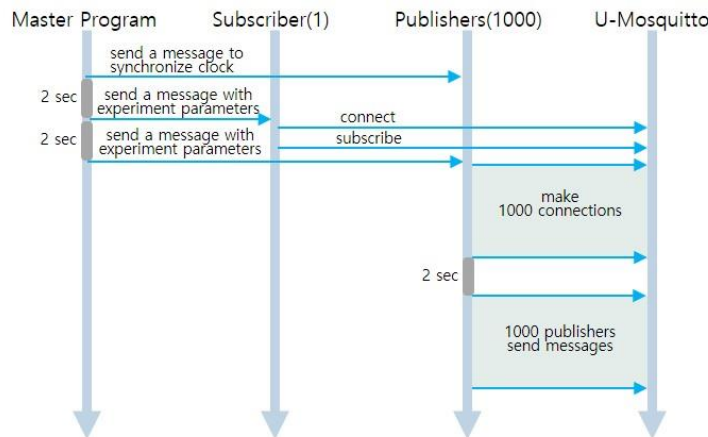 Master Program
Subscriber(1)
Publishers(1000)
U-Mosquitto
send a message to
synchronize clock
2 sec
send a message with
experiment parameters
connect
2 sec
send a message with
experiment parameters
subscribe
make
1000 connections
2 sec
1000 publishers
send messages